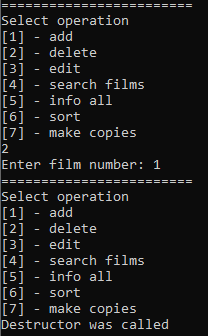 ========================
Select operation
[1] - add
[2] - delete
[3] - edit
[4] - search films
[5] - info all
[6] - sort
[7] - make copies
2
Enter film number: 1
========================
Select operation
[1] - add
[2] - delete
[3] - edit
[4] - search films
[5] - info all
[6] - sort
[7] - make copies
Destructor was called